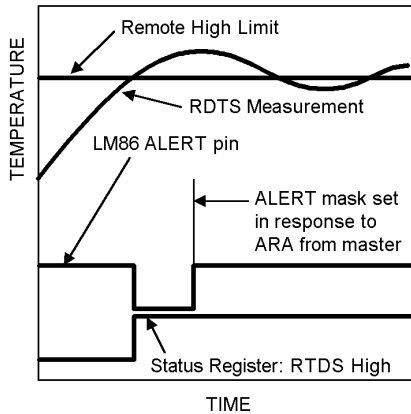 Remote High Limit
RDTS Measurement
LM86 ALERT pin
TEMPERATURE
ALERT mask set
in response to
ARA from master
Status Register: RTDS High
TIME